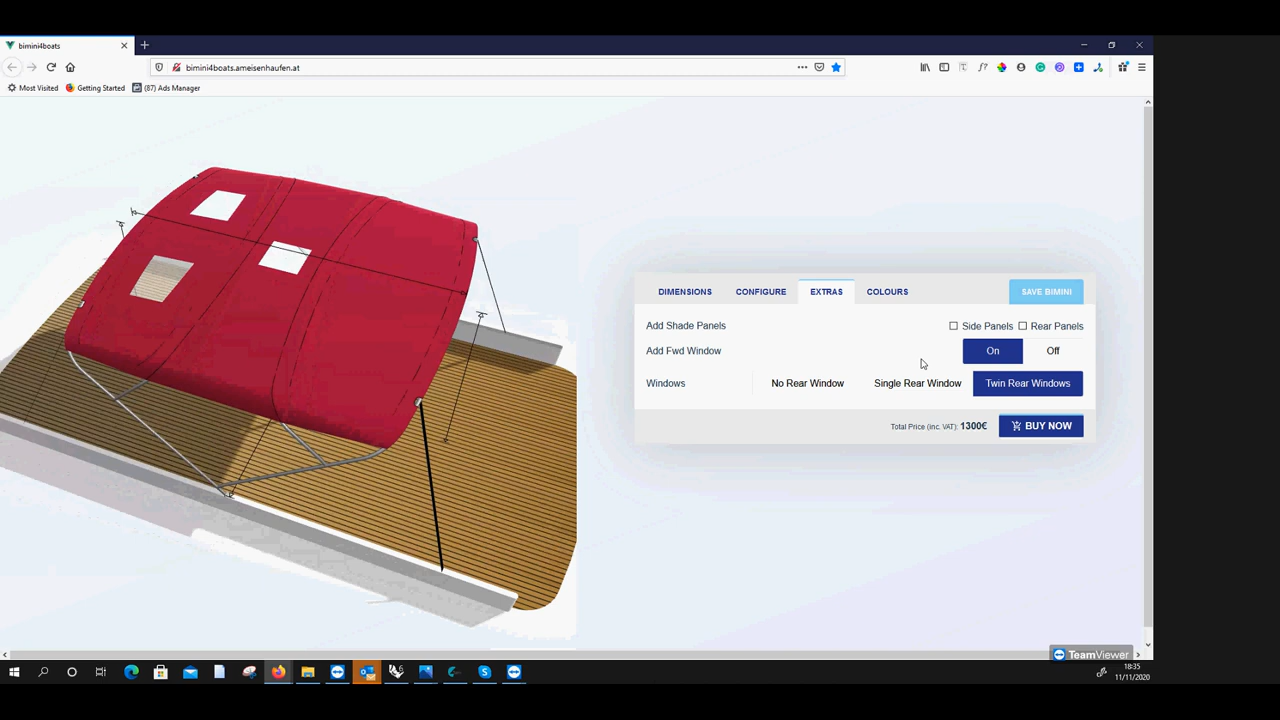 bimini4boats
bimini4boats.ameisenhaufen.at
Most Visited Getting Started (87) Ads Manager
DIMENSIONS CONFIGURE EXTRAS COLOURS SAVE BIMINI
Add Shade Panels Side Panels Rear Panels
Add Fwd Window On Off
Windows No Rear Window Single Rear Window Twin Rear Windows
Total Price (inc. VAT): 1300€ BUY NOW
TeamViewer
18:35
11/11/2020